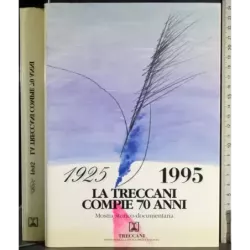 1925
1995
LA TRECCANI
COMPIE 70 ANNI
Mostra storico-documentaria
TRECCANI
LA TRECCANI COMPIE 70 ANNI